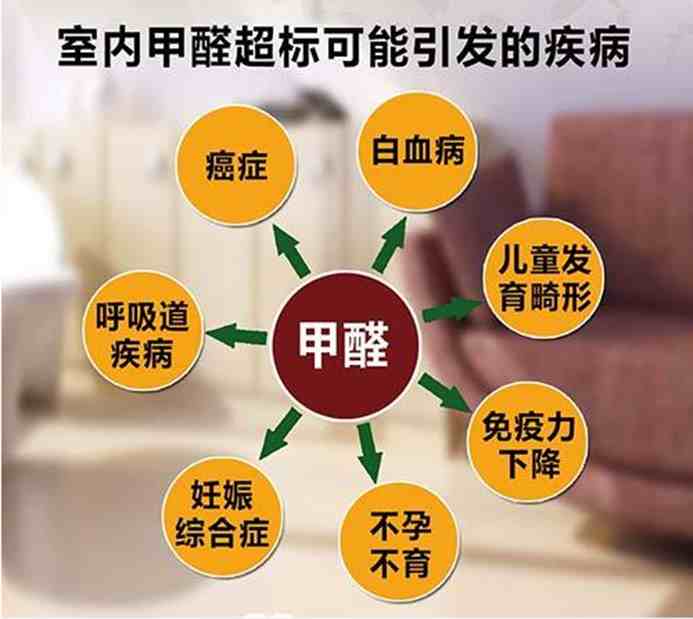 室内甲醛超标可能引发的疾病
癌症
白血病
儿童发
育畸形
呼吸道
疾病
甲醛
免疫力
下降
妊娠
综合症
不孕
不育